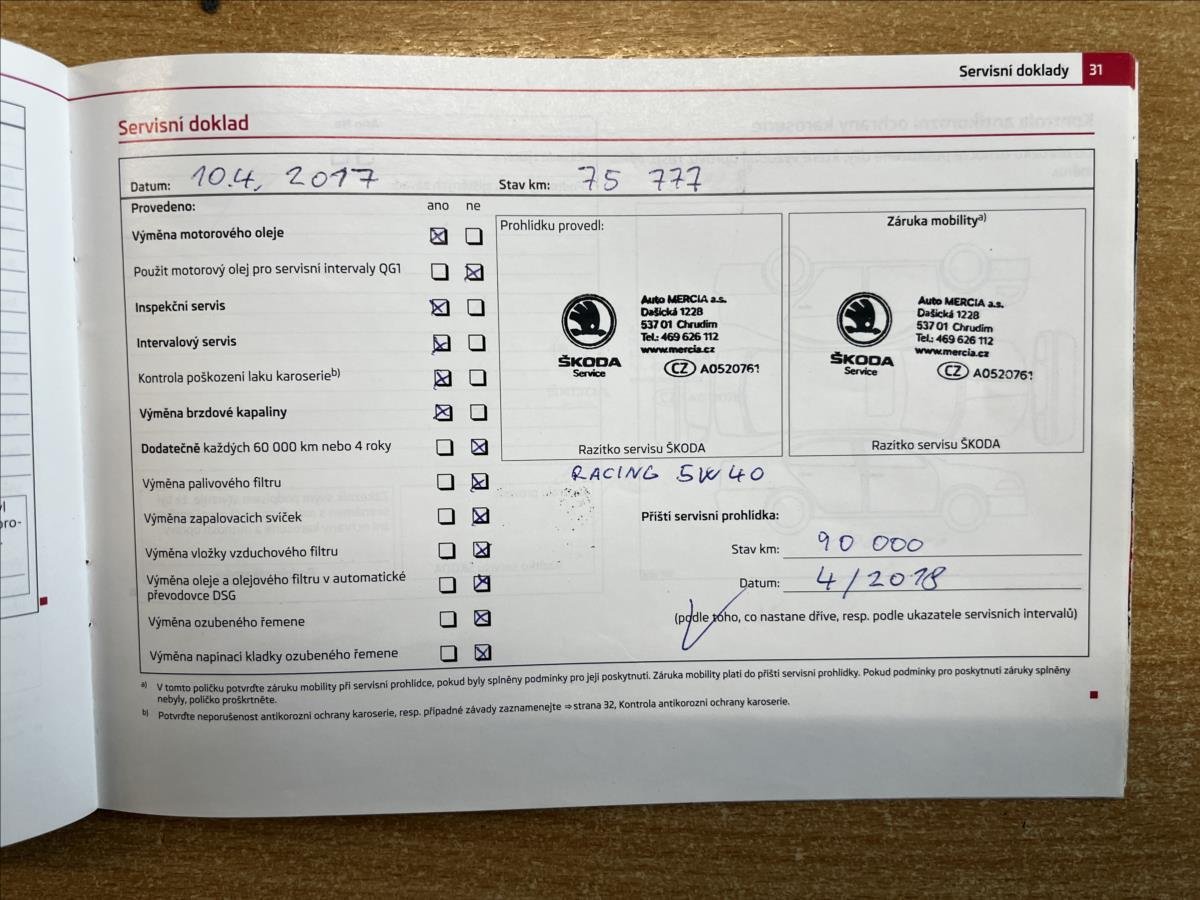 Servisní doklady 31
Servisní doklad
Datum: 10.4. 2017 Stav km: 75 777
Provedeno: ano ne
Výměna motorového oleje
Použit motorový olej pro servisní intervaly QG1
Inspekční servis
Intervalový servis
Kontrola poškození laku karoserie b)
Výměna brzdové kapaliny
Dodatečně každých 60 000 km nebo 4 roky
Výměna palivového filtru
Výměna zapalovacích svíček
Výměna vložky vzduchového filtru
Výměna oleje a olejového filtru v automatické
převodovce DSG
Výměna ozubeného řemene
Výměna napínací kladky ozubeného řemene
Prohlídku provedl:
Auto MERCIA a.s.
Dašická 1228
537 01 Chrudim
Tel.: 469 626 112
www.mercia.cz
ŠKODA
Service
CZ A0520761
Razítko servisu ŠKODA
Záruka mobility a)
Auto MERCIA a.s.
Dašická 1228
537 01 Chrudim
Tel.: 469 626 112
www.mercia.cz
ŠKODA
Service
CZ A0520761
Razítko servisu ŠKODA
RACING 5W40
Příští servisní prohlídka:
Stav km: 90 000
Datum: 4/2018
(podle toho, co nastane dříve, resp. podle ukazatele servisních intervalů)
a) V tomto políčku potvrďte záruku mobility při servisní prohlídce, pokud byly splněny podmínky pro její poskytnutí. Záruka mobility platí do příští servisní prohlídky. Pokud podmínky pro poskytnutí záruky splněny
nebyly, políčko proškrtněte.
b) Potvrďte neporušenost antikorozní ochrany karoserie, resp. případné závady zaznamenejte ⇒ strana 32, Kontrola antikorozní ochrany karoserie.